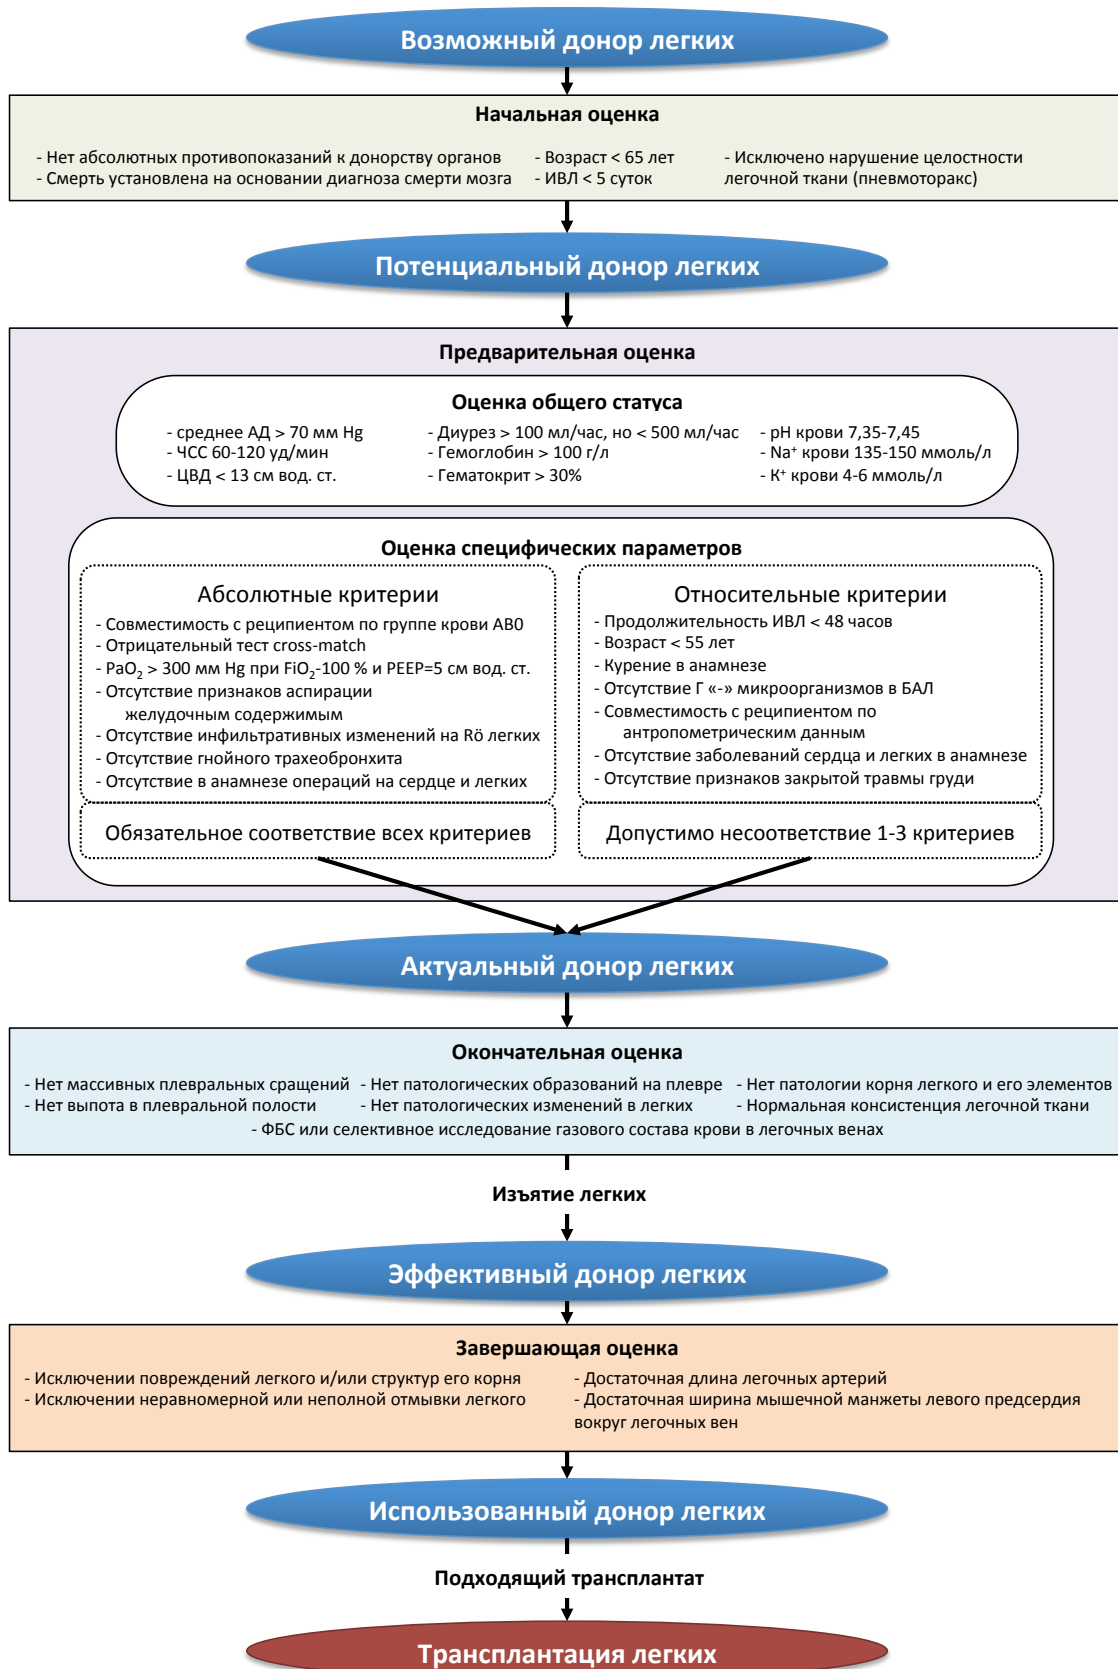 Возможный донор легких
Начальная оценка
- Нет абсолютных противопоказаний к донорству органов
- Смерть установлена на основании диагноза смерти мозга
- Возраст < 65 лет
- ИВЛ < 5 суток
- Исключено нарушение целостности
легочной ткани (пневмоторакс)
Потенциальный донор легких
Предварительная оценка
Оценка общего статуса
- среднее АД > 70 мм Hg
- ЧСС 60-120 уд/мин
- ЦВД < 13 см вод. ст.
- Диурез > 100 мл/час, но < 500 мл/час
- Гемоглобин > 100 г/л
- Гематокрит > 30%
- pH крови 7,35-7,45
- Na⁺ крови 135-150 ммоль/л
- К⁺ крови 4-6 ммоль/л
Оценка специфических параметров
Абсолютные критерии
- Совместимость с реципиентом по группе крови АВ0
- Отрицательный тест cross-match
- PaO₂ > 300 мм Hg при FiO₂-100 % и PEEP=5 см вод. ст.
- Отсутствие признаков аспирации
желудочным содержимым
- Отсутствие инфильтративных изменений на Rö легких
- Отсутствие гнойного трахеобронхита
- Отсутствие в анамнезе операций на сердце и легких
Обязательное соответствие всех критериев
Относительные критерии
- Продолжительность ИВЛ < 48 часов
- Возраст < 55 лет
- Курение в анамнезе
- Отсутствие Г «-» микроорганизмов в БАЛ
- Совместимость с реципиентом по
антропометрическим данным
- Отсутствие заболеваний сердца и легких в анамнезе
- Отсутствие признаков закрытой травмы груди
Допустимо несоответствие 1-3 критериев
Актуальный донор легких
Окончательная оценка
- Нет массивных плевральных сращений
- Нет выпота в плевральной полости
- Нет патологических образований на плевре
- Нет патологических изменений в легких
- Нет патологии корня легкого и его элементов
- Нормальная консистенция легочной ткани
- ФБС или селективное исследование газового состава крови в легочных венах
Изъятие легких
Эффективный донор легких
Завершающая оценка
- Исключении повреждений легкого и/или структур его корня
- Исключении неравномерной или неполной отмывки легкого
- Достаточная длина легочных артерий
- Достаточная ширина мышечной манжеты левого предсердия
вокруг легочных вен
Использованный донор легких
Подходящий трансплантат
Трансплантация легких